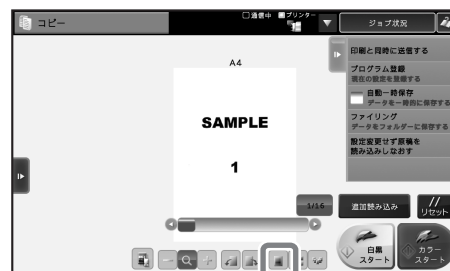 コピー
通信中
プリンター
ジョブ状況
A4
SAMPLE
1
1/16
印刷と同時に送信する
プログラム登録
現在の設定を登録する
自動一時保存
データを一時的に保存する
ファイリング
データをフォルダーに保存する
設定変更せず原稿を
読み込みしなおす
追加読み込み
リセット
白黒
スタート
カラー
スタート